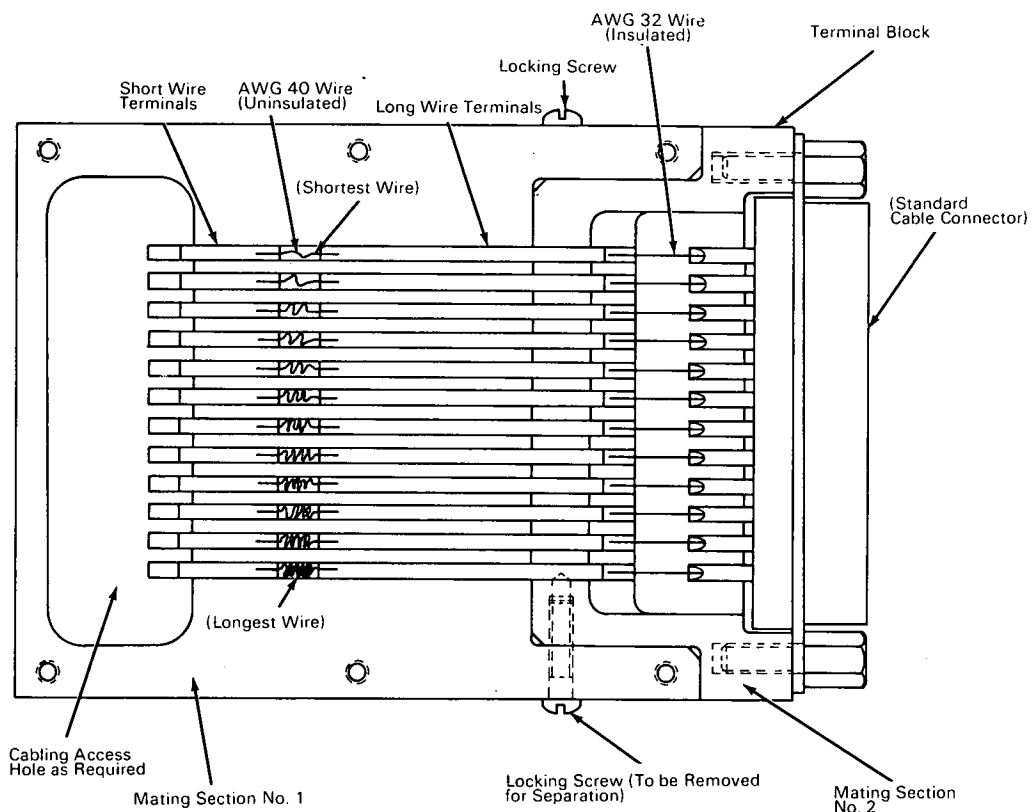 AWG 32 Wire
(Insulated)
Terminal Block
Locking Screw
Short Wire
Terminals
AWG 40 Wire
(Uninsulated)
Long Wire Terminals
(Shortest Wire)
(Standard
Cable Connector)
(Longest Wire)
Cabling Access
Hole as Required
Mating Section No. 1
Locking Screw (To be Removed
for Separation)
Mating Section
No. 2